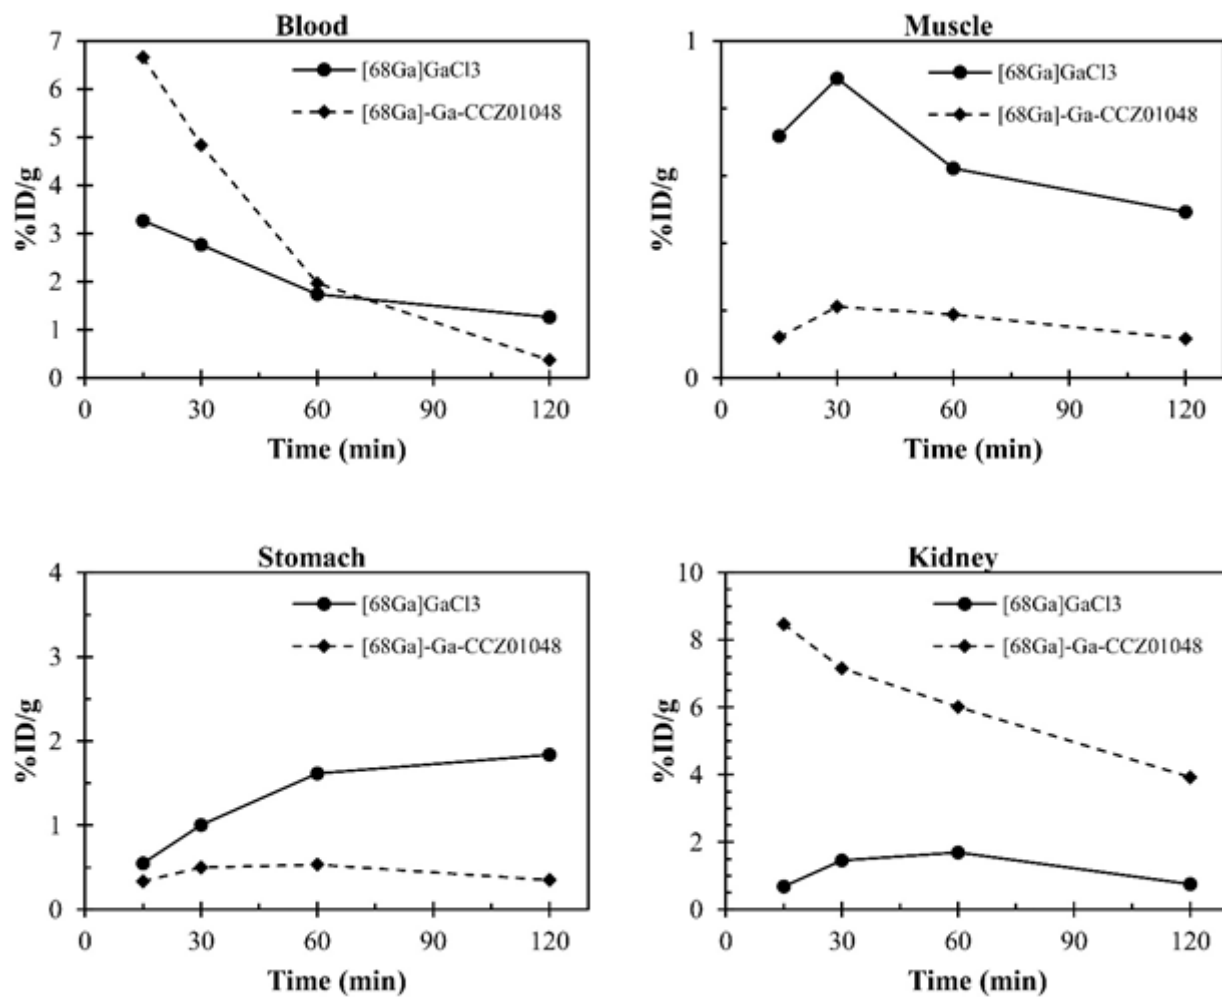 Blood
7
6
5
4
3
2
1
0
%ID/g
[68Ga]GaCl3
[68Ga]-Ga-CCZ01048
0 30 60 90 120
Time (min)
Muscle
1
0
%ID/g
[68Ga]GaCl3
[68Ga]-Ga-CCZ01048
0 30 60 90 120
Time (min)
Stomach
4
3
2
1
0
%ID/g
[68Ga]GaCl3
[68Ga]-Ga-CCZ01048
0 30 60 90 120
Time (min)
Kidney
10
8
6
4
2
0
%ID/g
[68Ga]GaCl3
[68Ga]-Ga-CCZ01048
0 30 60 90 120
Time (min)